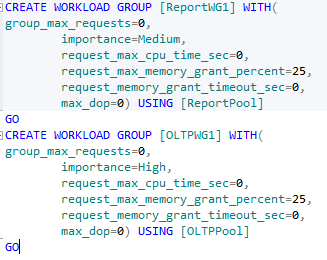 CREATE WORKLOAD GROUP [ReportWG1] WITH(
group_max_requests=0,
importance=Medium,
request_max_cpu_time_sec=0,
request_max_memory_grant_percent=25,
request_memory_grant_timeout_sec=0,
max_dop=0) USING [ReportPool]
GO
CREATE WORKLOAD GROUP [OLTPWG1] WITH(
group_max_requests=0,
importance=High,
request_max_cpu_time_sec=0,
request_max_memory_grant_percent=25,
request_memory_grant_timeout_sec=0,
max_dop=0) USING [OLTPPool]
GO